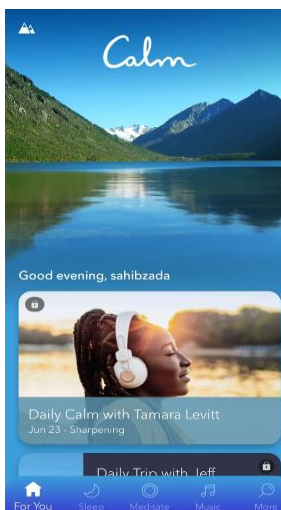 Calm
Good evening, sahibzada
Daily Calm with Tamara Levitt
Jun 23 - Sharpening
Daily Trip with Jeff
For You
Sleep
Meditate
Music
More